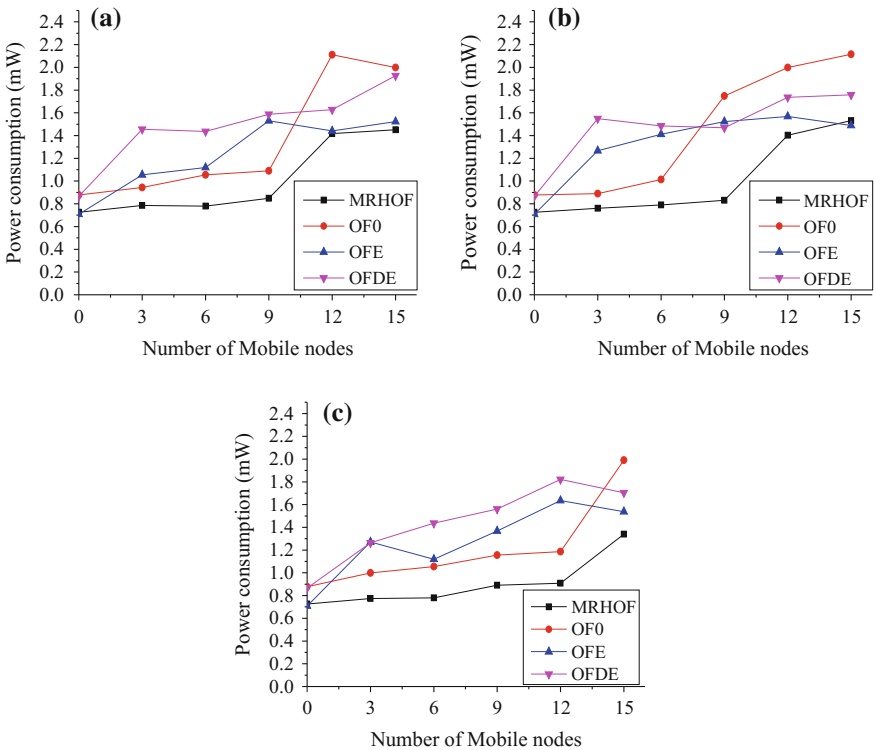 (a)
Power consumption (mW)
2.4
2.2
2.0
1.8
1.6
1.4
1.2
1.0
0.8
0.6
0.4
0.2
0.0
0 3 6 9 12 15
Number of Mobile nodes
MRHOF
OF0
OFE
OFDE
(b)
Power consumption (mW)
2.4
2.2
2.0
1.8
1.6
1.4
1.2
1.0
0.8
0.6
0.4
0.2
0.0
0 3 6 9 12 15
Number of Mobile nodes
MRHOF
OF0
OFE
OFDE
(c)
Power consumption (mW)
2.4
2.2
2.0
1.8
1.6
1.4
1.2
1.0
0.8
0.6
0.4
0.2
0.0
0 3 6 9 12 15
Number of Mobile nodes
MRHOF
OF0
OFE
OFDE